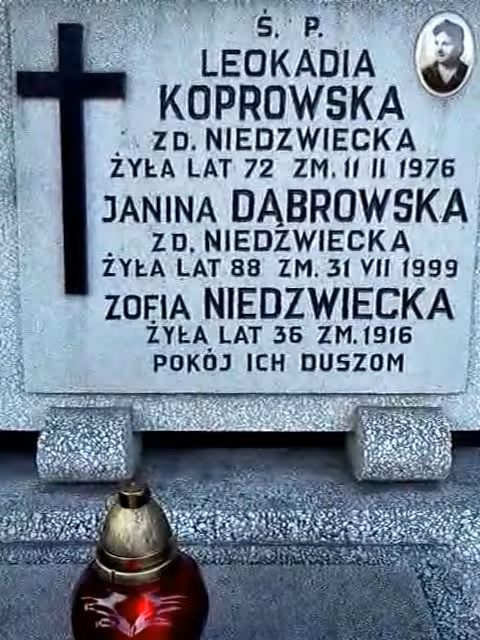 Ś. P.
LEOKADIA
KOPROWSKA
ZD. NIEDZWIECKA
ŻYŁA LAT 72 ZM. 11 II 1976
JANINA DĄBROWSKA
ZD. NIEDŹWIECKA
ŻYŁA LAT 88 ZM. 31 VII 1999
ZOFIA NIEDZWIECKA
ŻYŁA LAT 36 ZM. 1916
POKÓJ ICH DUSZOM